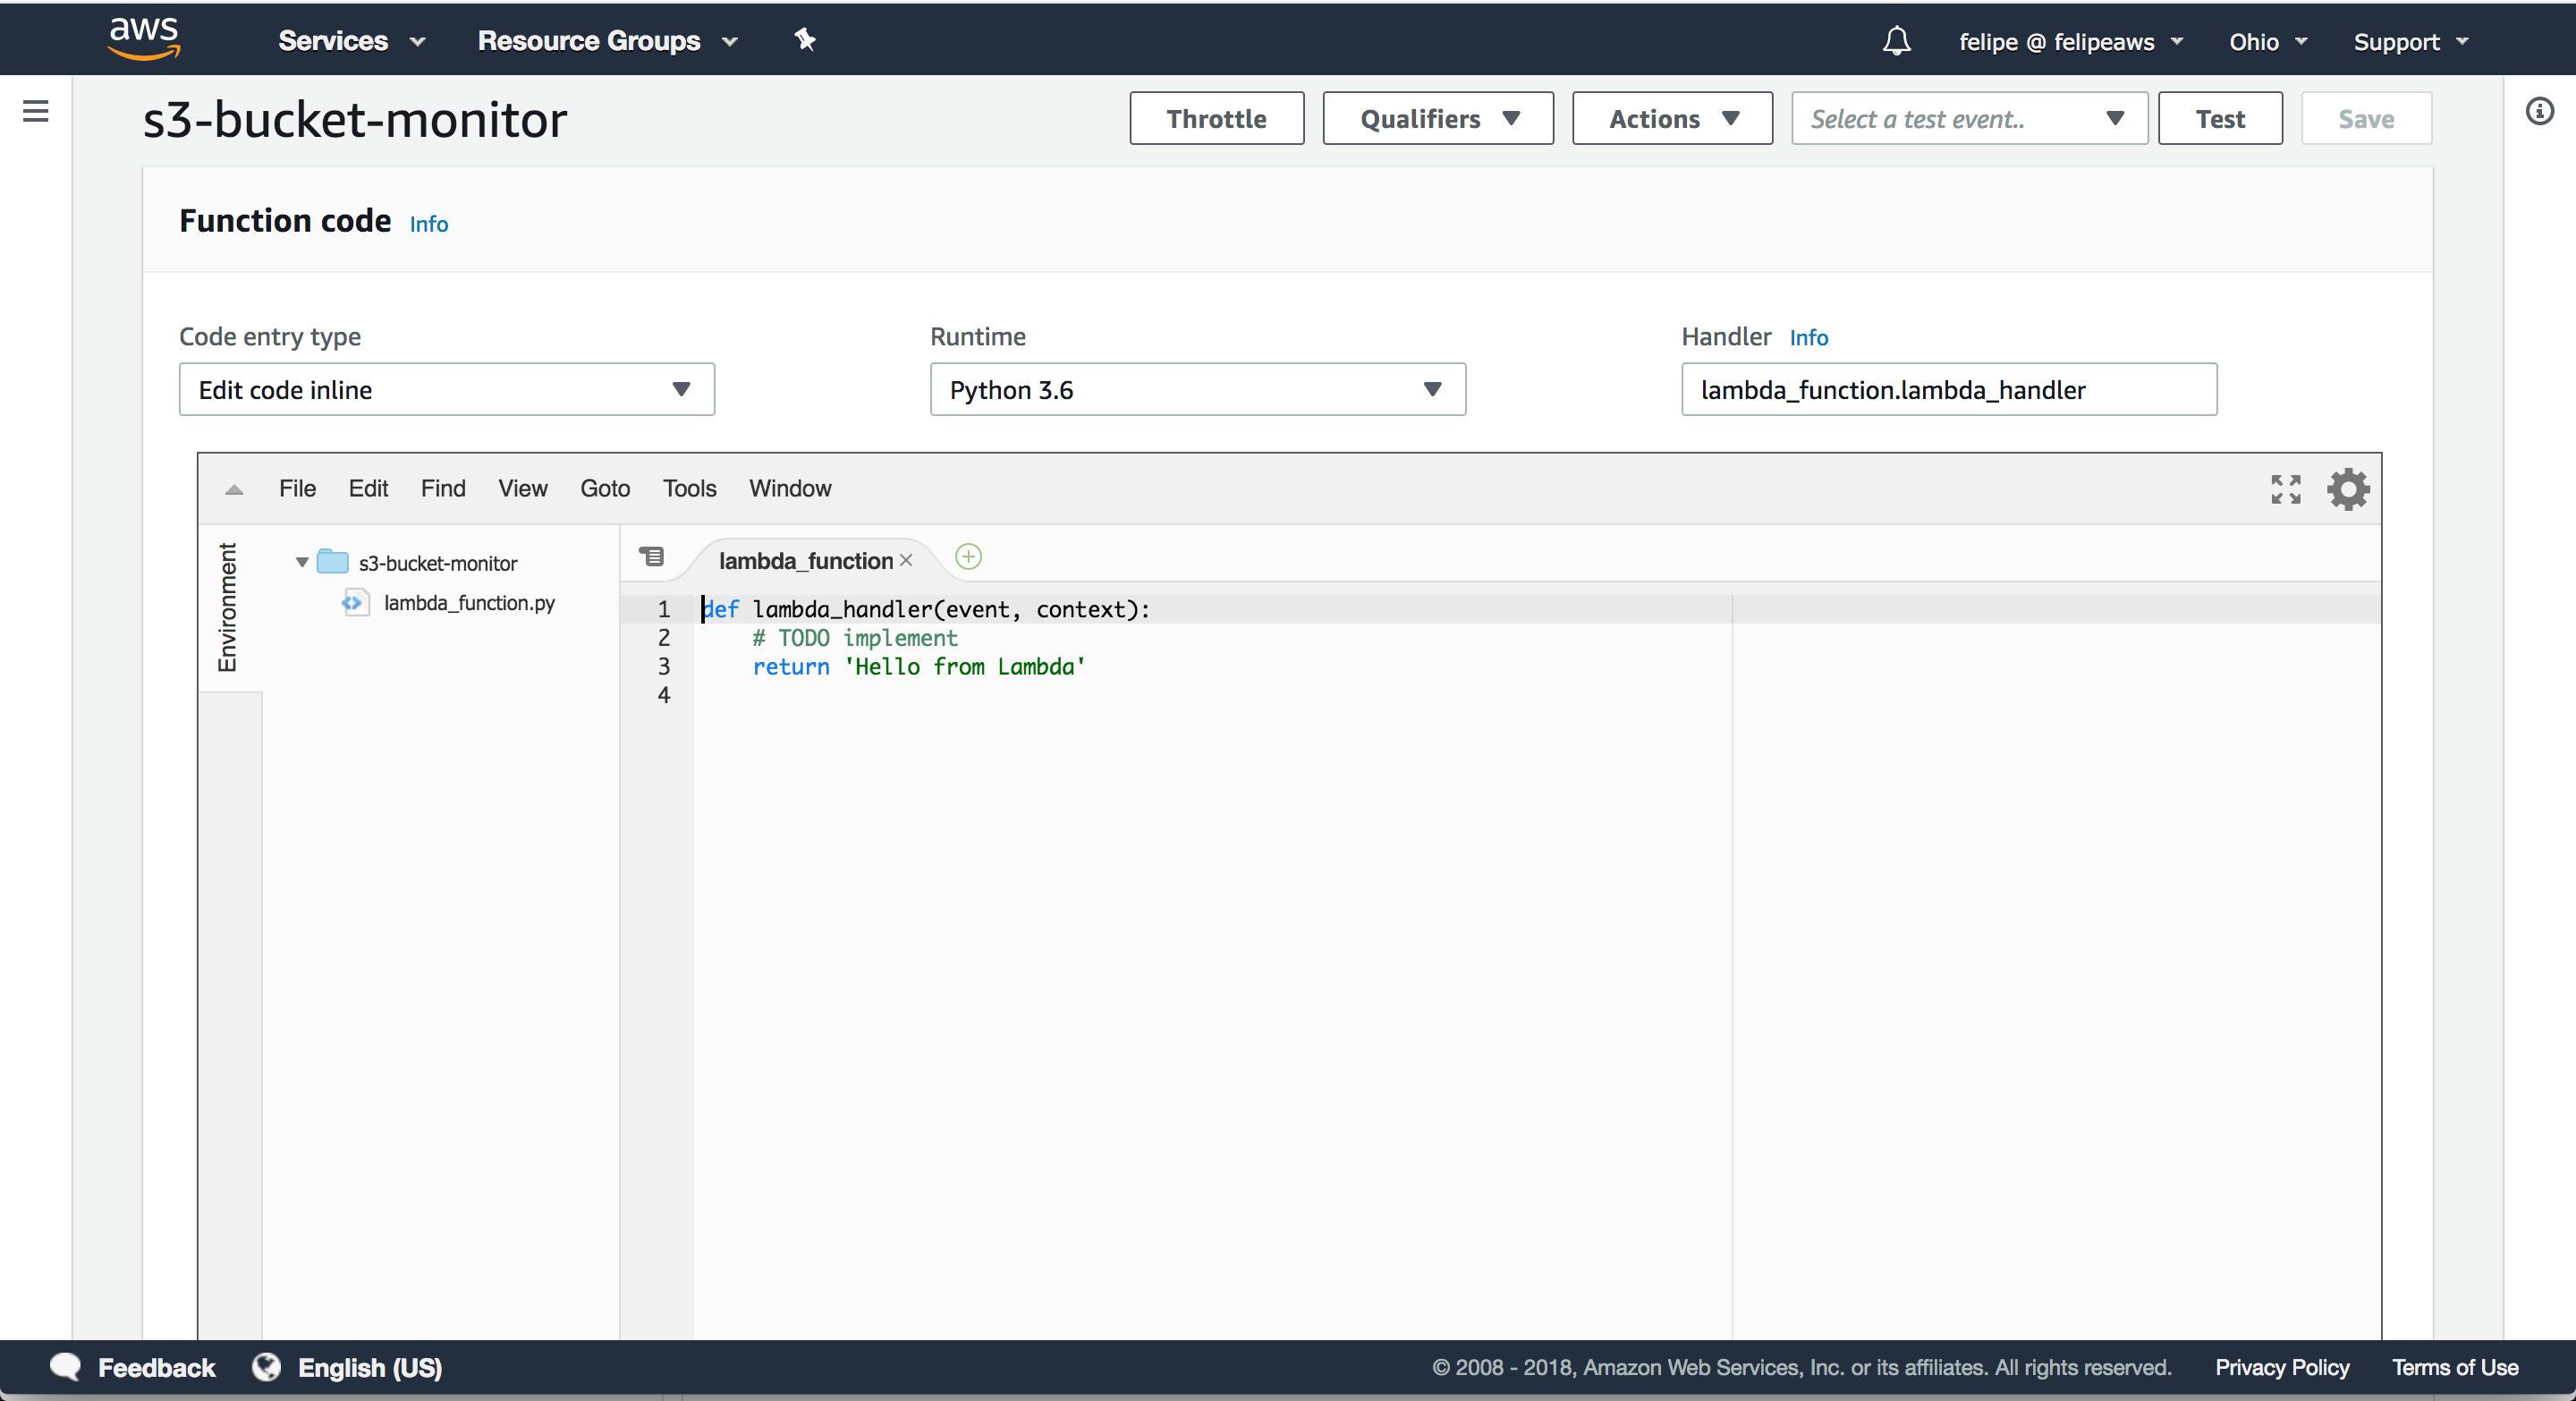 aws Services Resource Groups felipe @ felipeaws Ohio Support
s3-bucket-monitor Throttle Qualifiers Actions Select a test event.. Test Save
Function code Info
Code entry type Runtime Handler Info
Edit code inline Python 3.6 lambda_function.lambda_handler
File Edit Find View Goto Tools Window
Environment
s3-bucket-monitor
lambda_function.py
lambda_function
1 def lambda_handler(event, context):
2 # TODO implement
3 return 'Hello from Lambda'
4
Feedback English (US) © 2008 - 2018, Amazon Web Services, Inc. or its affiliates. All rights reserved. Privacy Policy Terms of Use